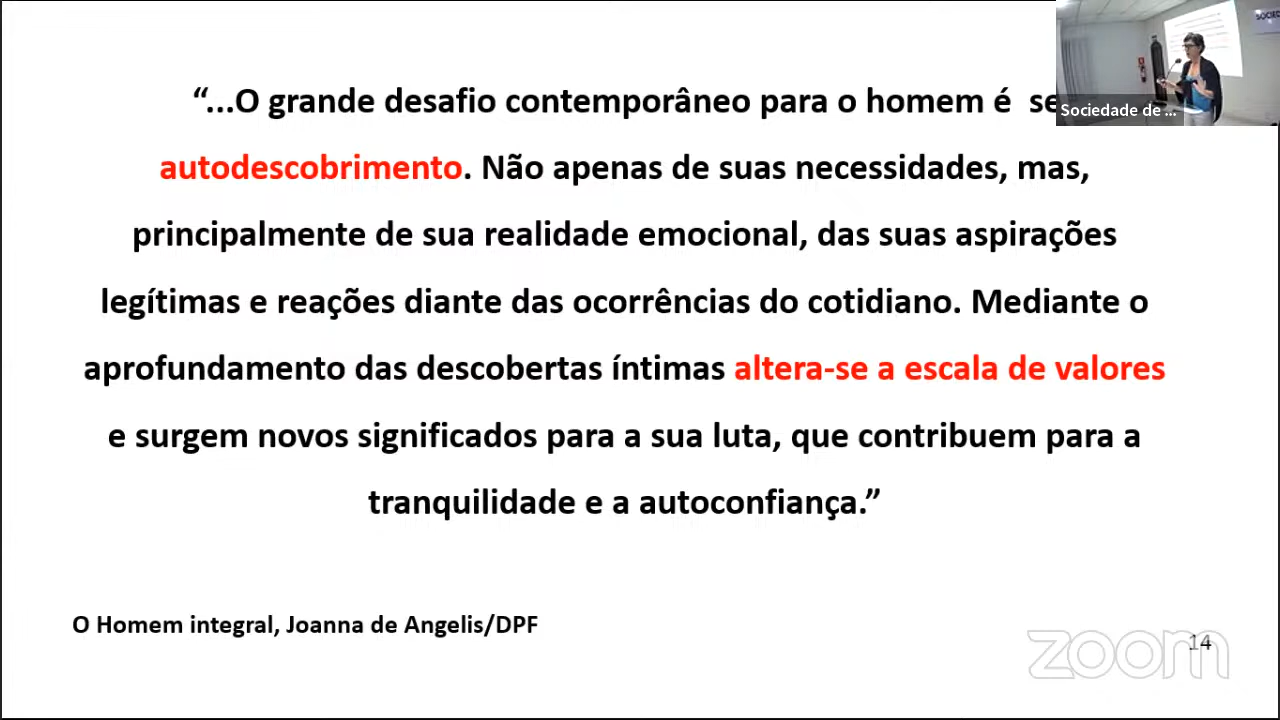 “...O grande desafio contemporâneo para o homem é se
autodescobrimento. Não apenas de suas necessidades, mas,
principalmente de sua realidade emocional, das suas aspirações
legítimas e reações diante das ocorrências do cotidiano. Mediante o
aprofundamento das descobertas íntimas altera-se a escala de valores
e surgem novos significados para a sua luta, que contribuem para a
tranquilidade e a autoconfiança.”
O Homem integral, Joanna de Angelis/DPF
Sociedade de ...
zoom
14